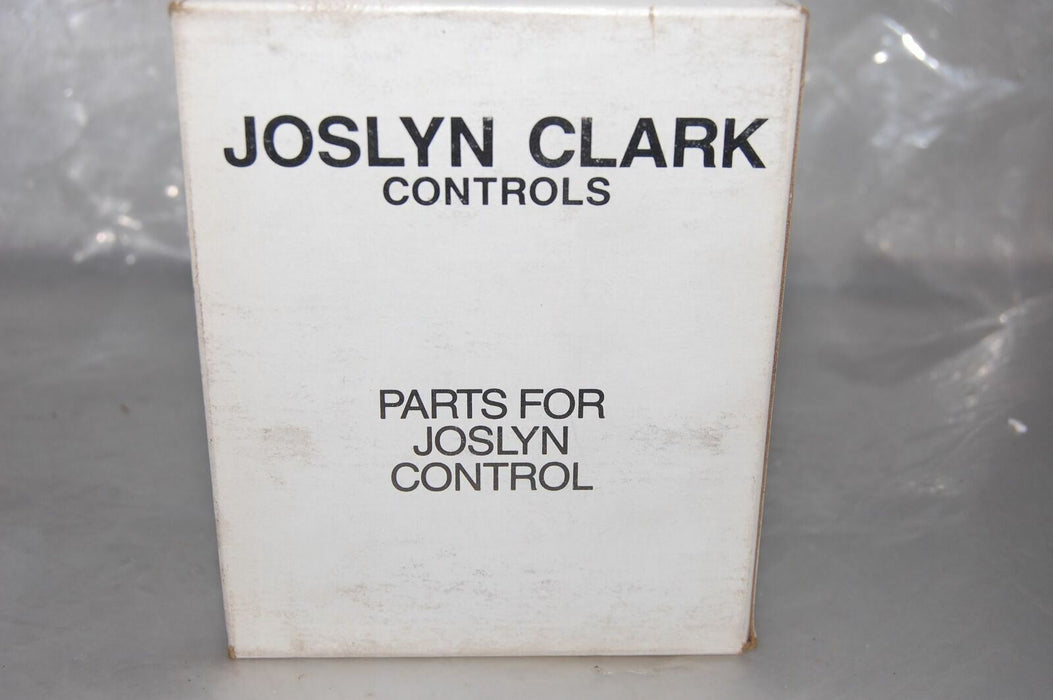 JOSLYN CLARK
CONTROLS
PARTS FOR
JOSLYN
CONTROL